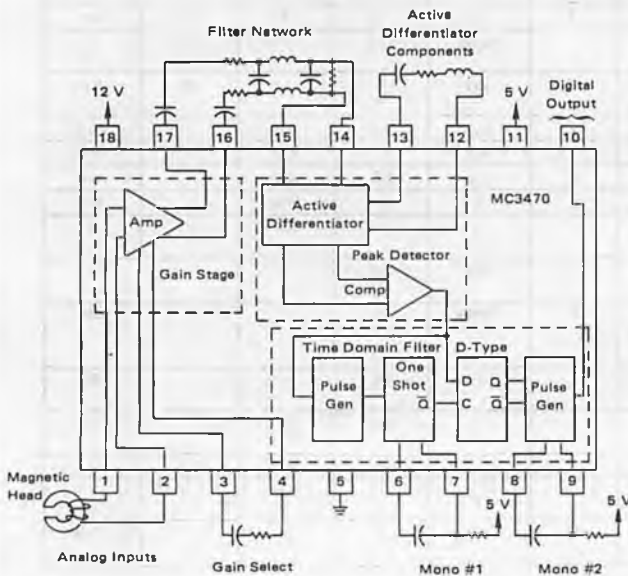 Filter Network
Active
Differentiator
Components
12 V
5 V
Digital
Output
18
17
16
15
14
13
12
11
10
MC3470
Amp
Gain Stage
Active
Differentiator
Peak Detector
Comp
Time Domain Filter
D-Type
Pulse
Gen
One
Shot
Q̅
D
Q
C
Q̅
Pulse
Gen
1
2
3
4
5
6
7
8
9
Magnetic
Head
5 V
5 V
Analog Inputs
Gain Select
Mono #1
Mono #2